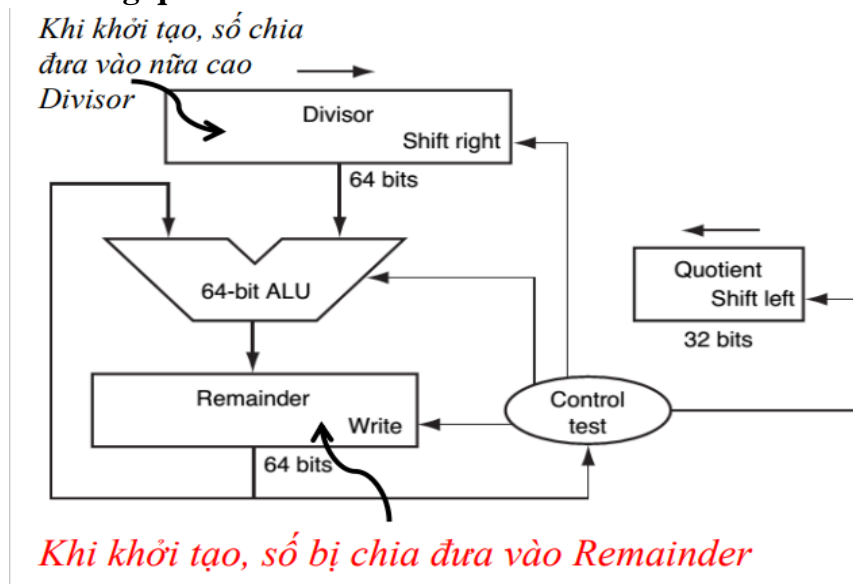 Khi khởi tạo, số chia
đưa vào nữa cao
Divisor
Divisor
Shift right
64 bits
64-bit ALU
Quotient
Shift left
32 bits
Remainder
Write
Control
test
64 bits
Khi khởi tạo, số bị chia đưa vào Remainder